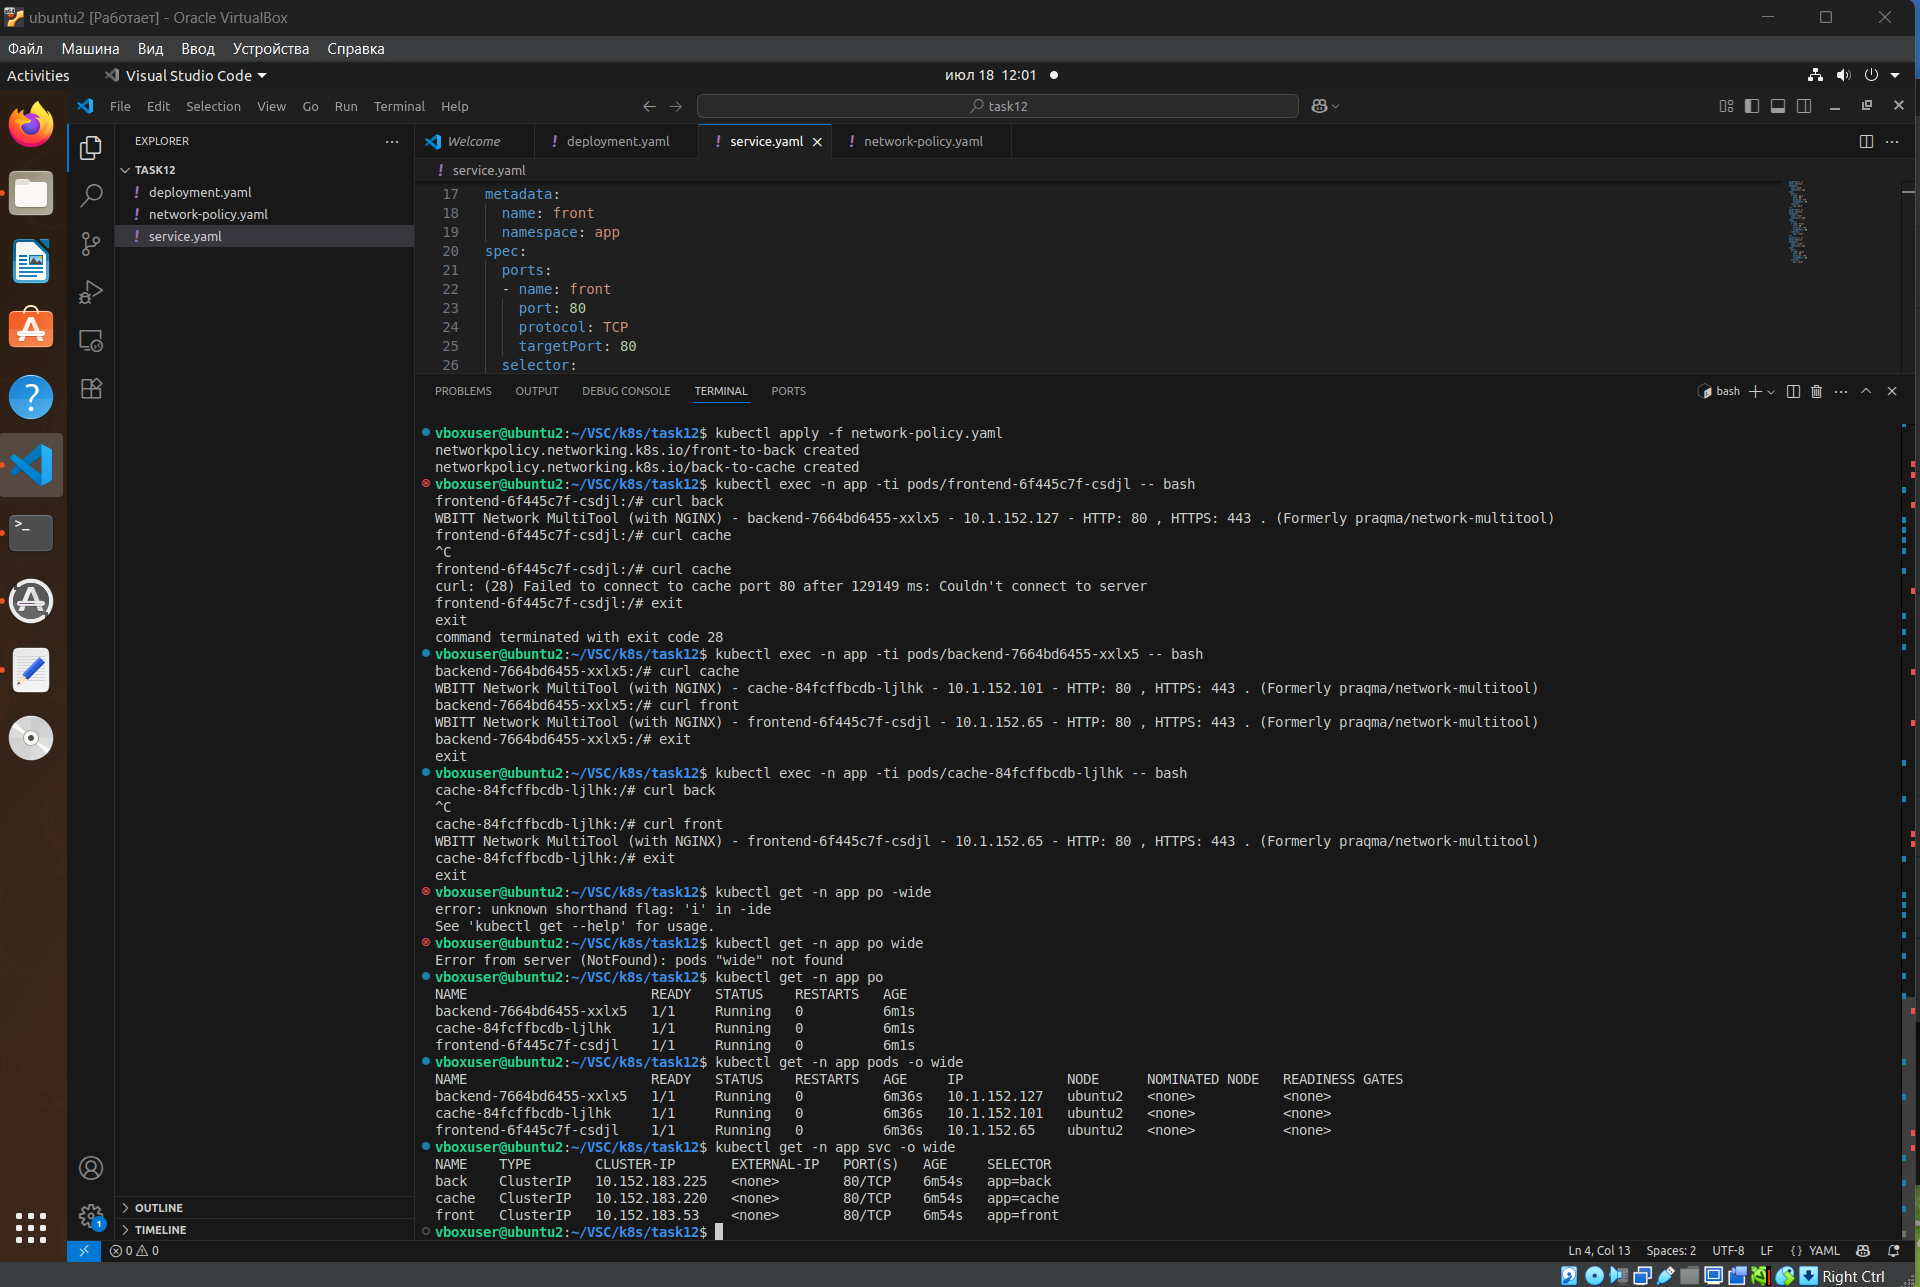 ubuntu2 [Работает] - Oracle VirtualBox
Файл Машина Вид Ввод Устройства Справка
Activities Visual Studio Code июл 18 12:01
File Edit Selection View Go Run Terminal Help task12
EXPLORER
Welcome ! deployment.yaml ! service.yaml ! network-policy.yaml
TASK12
! deployment.yaml
! network-policy.yaml
! service.yaml
! service.yaml
17 metadata:
18 name: front
19 namespace: app
20 spec:
21 ports:
22 - name: front
23 port: 80
24 protocol: TCP
25 targetPort: 80
26 selector:
PROBLEMS OUTPUT DEBUG CONSOLE TERMINAL PORTS bash
vboxuser@ubuntu2:~/VSC/k8s/task12$ kubectl apply -f network-policy.yaml
networkpolicy.networking.k8s.io/front-to-back created
networkpolicy.networking.k8s.io/back-to-cache created
vboxuser@ubuntu2:~/VSC/k8s/task12$ kubectl exec -n app -ti pods/frontend-6f445c7f-csdjl -- bash
frontend-6f445c7f-csdjl:/# curl back
WBITT Network MultiTool (with NGINX) - backend-7664bd6455-xxlx5 - 10.1.152.127 - HTTP: 80 , HTTPS: 443 . (Formerly praqma/network-multitool)
frontend-6f445c7f-csdjl:/# curl cache
^C
frontend-6f445c7f-csdjl:/# curl cache
curl: (28) Failed to connect to cache port 80 after 129149 ms: Couldn't connect to server
frontend-6f445c7f-csdjl:/# exit
exit
command terminated with exit code 28
vboxuser@ubuntu2:~/VSC/k8s/task12$ kubectl exec -n app -ti pods/backend-7664bd6455-xxlx5 -- bash
backend-7664bd6455-xxlx5:/# curl cache
WBITT Network MultiTool (with NGINX) - cache-84fcffbcdb-ljlhk - 10.1.152.101 - HTTP: 80 , HTTPS: 443 . (Formerly praqma/network-multitool)
backend-7664bd6455-xxlx5:/# curl front
WBITT Network MultiTool (with NGINX) - frontend-6f445c7f-csdjl - 10.1.152.65 - HTTP: 80 , HTTPS: 443 . (Formerly praqma/network-multitool)
backend-7664bd6455-xxlx5:/# exit
exit
vboxuser@ubuntu2:~/VSC/k8s/task12$ kubectl exec -n app -ti pods/cache-84fcffbcdb-ljlhk -- bash
cache-84fcffbcdb-ljlhk:/# curl back
^C
cache-84fcffbcdb-ljlhk:/# curl front
WBITT Network MultiTool (with NGINX) - frontend-6f445c7f-csdjl - 10.1.152.65 - HTTP: 80 , HTTPS: 443 . (Formerly praqma/network-multitool)
cache-84fcffbcdb-ljlhk:/# exit
exit
vboxuser@ubuntu2:~/VSC/k8s/task12$ kubectl get -n app po -wide
error: unknown shorthand flag: 'i' in -ide
See 'kubectl get --help' for usage.
vboxuser@ubuntu2:~/VSC/k8s/task12$ kubectl get -n app po wide
Error from server (NotFound): pods "wide" not found
vboxuser@ubuntu2:~/VSC/k8s/task12$ kubectl get -n app po
NAME READY STATUS RESTARTS AGE
backend-7664bd6455-xxlx5 1/1 Running 0 6m1s
cache-84fcffbcdb-ljlhk 1/1 Running 0 6m1s
frontend-6f445c7f-csdjl 1/1 Running 0 6m1s
vboxuser@ubuntu2:~/VSC/k8s/task12$ kubectl get -n app pods -o wide
NAME READY STATUS RESTARTS AGE IP NODE NOMINATED NODE READINESS GATES
backend-7664bd6455-xxlx5 1/1 Running 0 6m36s 10.1.152.127 ubuntu2 <none> <none>
cache-84fcffbcdb-ljlhk 1/1 Running 0 6m36s 10.1.152.101 ubuntu2 <none> <none>
frontend-6f445c7f-csdjl 1/1 Running 0 6m36s 10.1.152.65 ubuntu2 <none> <none>
vboxuser@ubuntu2:~/VSC/k8s/task12$ kubectl get -n app svc -o wide
NAME TYPE CLUSTER-IP EXTERNAL-IP PORT(S) AGE SELECTOR
back ClusterIP 10.152.183.225 <none> 80/TCP 6m54s app=back
cache ClusterIP 10.152.183.220 <none> 80/TCP 6m54s app=cache
front ClusterIP 10.152.183.53 <none> 80/TCP 6m54s app=front
vboxuser@ubuntu2:~/VSC/k8s/task12$
OUTLINE
TIMELINE
1
0 0 Ln 4, Col 13 Spaces: 2 UTF-8 LF {} YAML
Right Ctrl